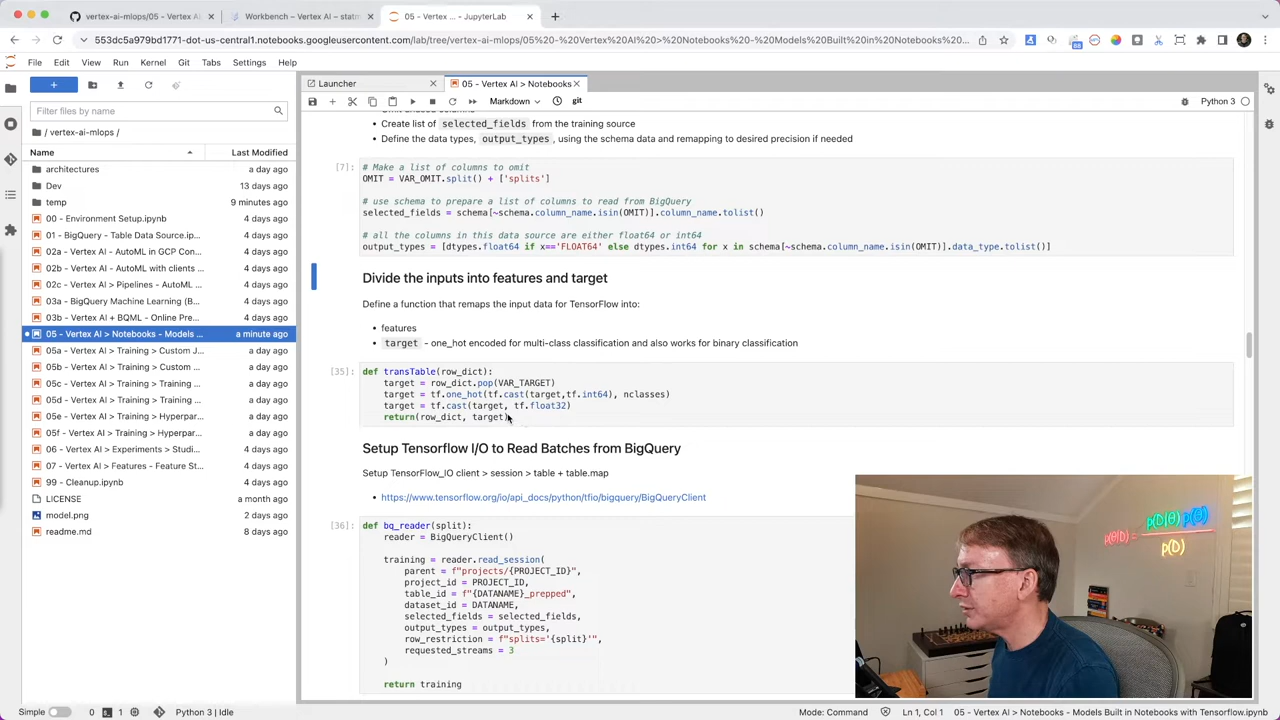 vertex-ai-mlops/05 - Vertex AI
Workbench – Vertex AI – statm
05 - Vertex ... - JupyterLab
553dc5a979bd1771-dot-us-central1.notebooks.googleusercontent.com/lab/tree/vertex-ai-mlops/05%20-%20Vertex%20AI%20>%20Notebooks%20-%20Models%20Built%20in%20Notebooks%20...
File Edit View Run Kernel Git Tabs Settings Help
Launcher
05 - Vertex AI > Notebooks
Markdown
git
Python 3
Filter files by name
/ vertex-ai-mlops /
Name Last Modified
architectures a day ago
Dev 13 days ago
temp 9 minutes ago
00 - Environment Setup.ipynb 4 days ago
01 - BigQuery - Table Data Source.ip... 4 days ago
02a - Vertex AI - AutoML in GCP Con... 4 days ago
02b - Vertex AI - AutoML with clients ... 4 days ago
02c - Vertex AI > Pipelines - AutoML ... 4 days ago
03a - BigQuery Machine Learning (B... 4 days ago
03b - Vertex AI + BQML - Online Pre... 4 days ago
05 - Vertex AI > Notebooks - Models ... a minute ago
05a - Vertex AI > Training > Custom J... a day ago
05b - Vertex AI > Training > Custom ... a day ago
05c - Vertex AI > Training > Training ... a day ago
05d - Vertex AI > Training > Training ... a day ago
05e - Vertex AI > Training > Hyperpar... a day ago
05f - Vertex AI > Training > Hyperpar... a day ago
06 - Vertex AI > Experiments > Studi... a day ago
07 - Vertex AI > Features - Feature St... a day ago
99 - Cleanup.ipynb 4 days ago
LICENSE a month ago
model.png 2 days ago
readme.md 8 days ago
Create list of selected_fields from the training source
Define the data types, output_types, using the schema data and remapping to desired precision if needed
[7]: # Make a list of columns to omit
OMIT = VAR_OMIT.split() + ['splits']
# use schema to prepare a list of columns to read from BigQuery
selected_fields = schema[~schema.column_name.isin(OMIT)].column_name.tolist()
# all the columns in this data source are either float64 or int64
output_types = [dtypes.float64 if x=='FLOAT64' else dtypes.int64 for x in schema[~schema.column_name.isin(OMIT)].data_type.tolist()]
Divide the inputs into features and target
Define a function that remaps the input data for TensorFlow into:
features
target - one_hot encoded for multi-class classification and also works for binary classification
[35]: def transTable(row_dict):
target = row_dict.pop(VAR_TARGET)
target = tf.one_hot(tf.cast(target,tf.int64), nclasses)
target = tf.cast(target, tf.float32)
return(row_dict, target)
Setup Tensorflow I/O to Read Batches from BigQuery
Setup TensorFlow_IO client > session > table + table.map
https://www.tensorflow.org/io/api_docs/python/tfio/bigquery/BigQueryClient
[36]: def bq_reader(split):
reader = BigQueryClient()
training = reader.read_session(
parent = f"projects/{PROJECT_ID}",
project_id = PROJECT_ID,
table_id = f"{DATANAME}_prepped",
dataset_id = DATANAME,
selected_fields = selected_fields,
output_types = output_types,
row_restriction = f"splits='{split}'",
requested_streams = 3
)
return training
p(Θ|D) = p(D|Θ) p(Θ)
p(D)
Simple 0 1 Python 3 | Idle Mode: Command Ln 1, Col 1 05 - Vertex AI > Notebooks - Models Built in Notebooks with Tensorflow.ipynb